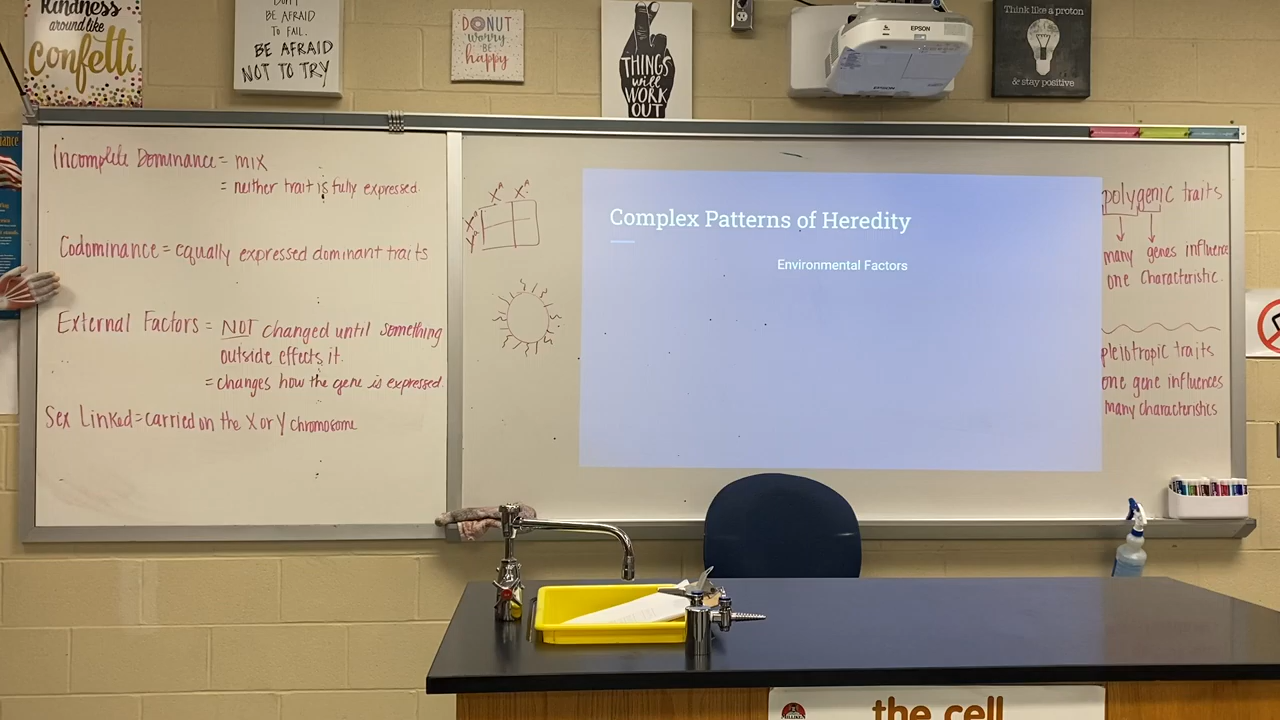 Kindness
around like
Confetti
DON'T
BE AFRAID
TO FAIL.
BE AFRAID
NOT TO TRY
DONUT
worry
BE
happy
THINGS
will
WORK
OUT
EPSON
EPSON
Think like a proton
& stay positive
Incomplete Dominance = mix
= neither trait is fully expressed.
Codominance = equally expressed dominant traits
External Factors = NOT changed until something
outside effects it.
= changes how the gene is expressed.
Sex Linked = carried on the X or Y chromosome
Complex Patterns of Heredity
Environmental Factors
polygenic traits
many genes influence
one Characteristic.
pleiotropic traits
one gene influences
many characteristics
the cell